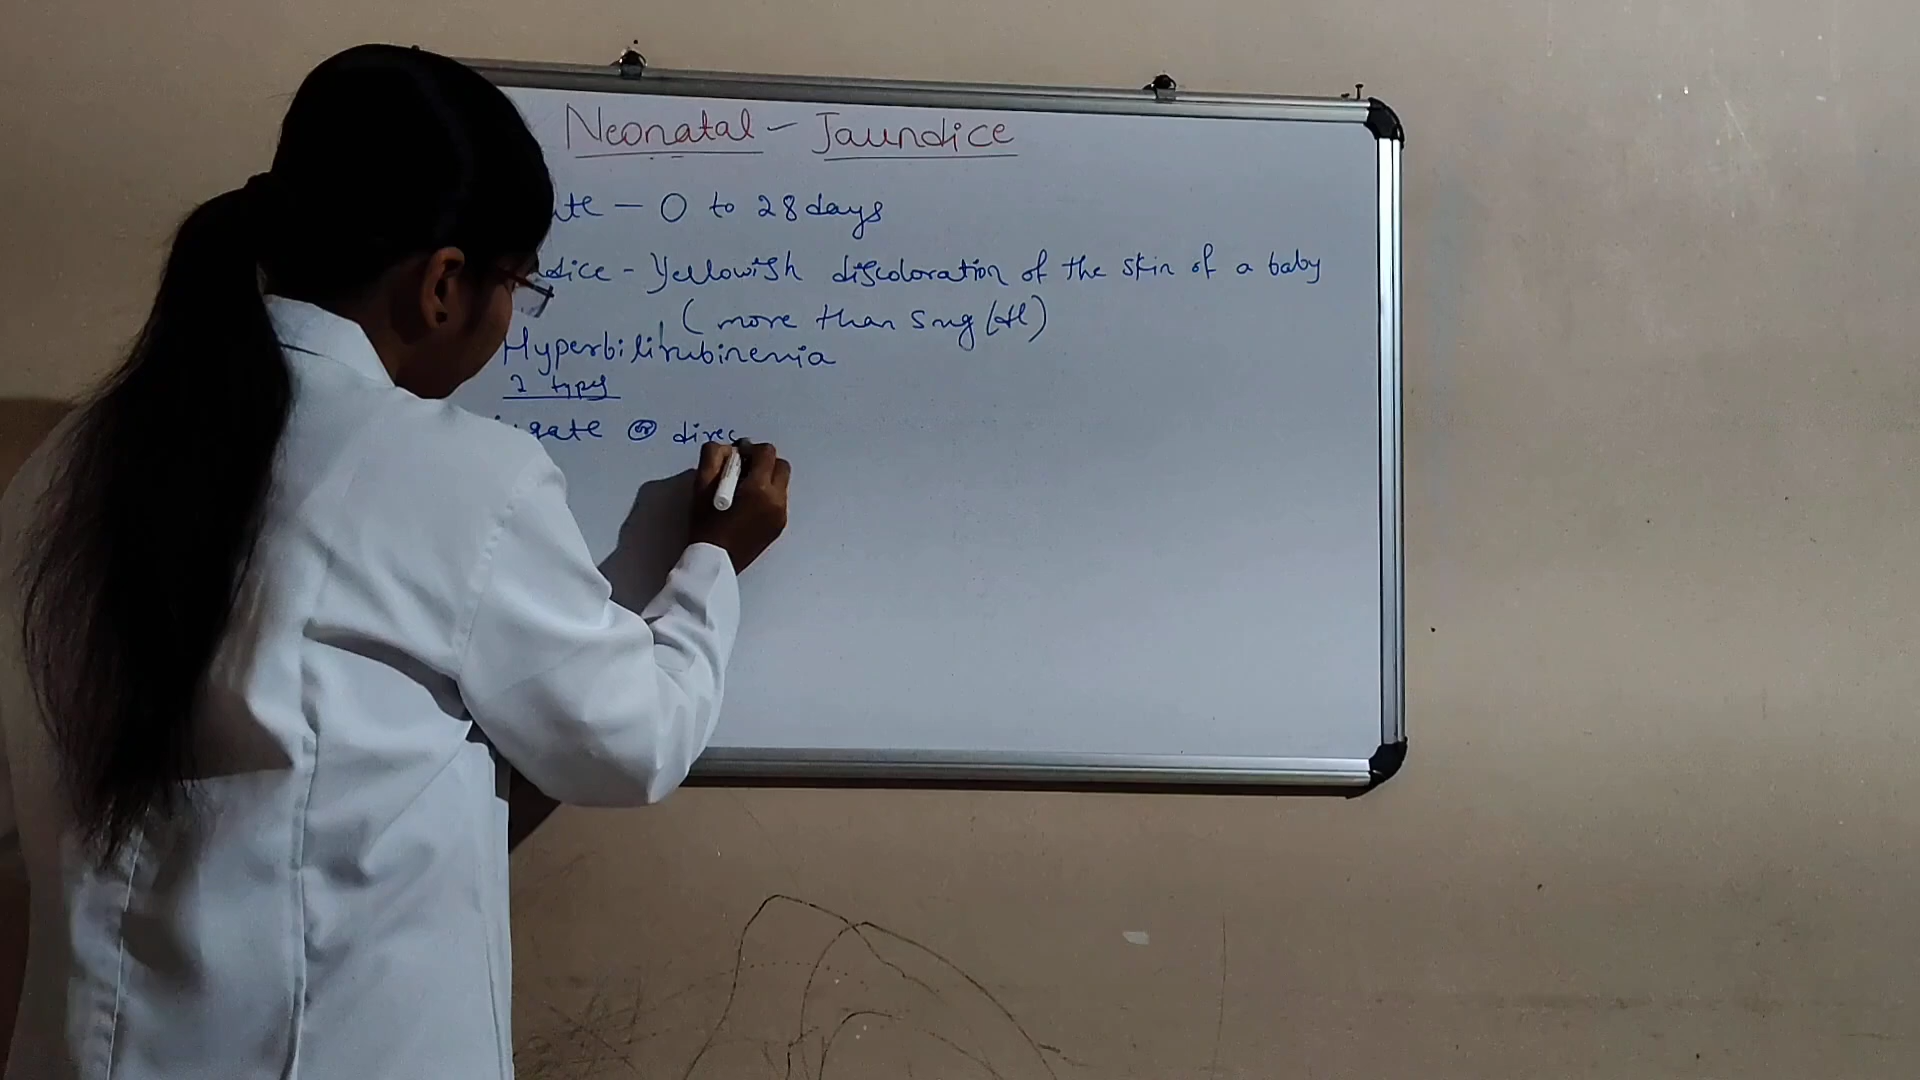 Neonatal - Jaundice
ate - 0 to 28 days
dice - Yellowish discoloration of the skin of a baby
( more than 5mg/dl)
Hyperbilirubinemia
2 types
gate or direc